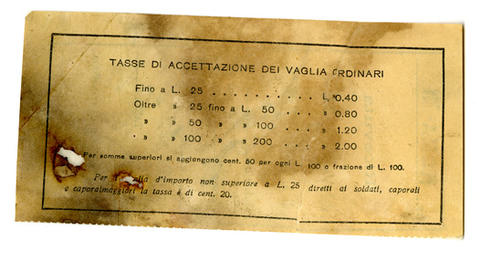 TASSE DI ACCETTAZIONE DEI VAGLIA ORDINARI
Fino a L. 25 . . . . . . . . . L. 0.40
Oltre » 25 fino a L. 50 . . . » 0.80
» » 50 » » 100 . . . . » 1.20
» » 100 » » 200 . . . » 2.00
Per somme superiori si aggiungono cent. 50 per ogni L. 100 o frazione di L. 100.
Per d'importo non superiore a L. 25 diretti ai soldati, caporali
e caporalmaggiori la tassa è di cent. 20.